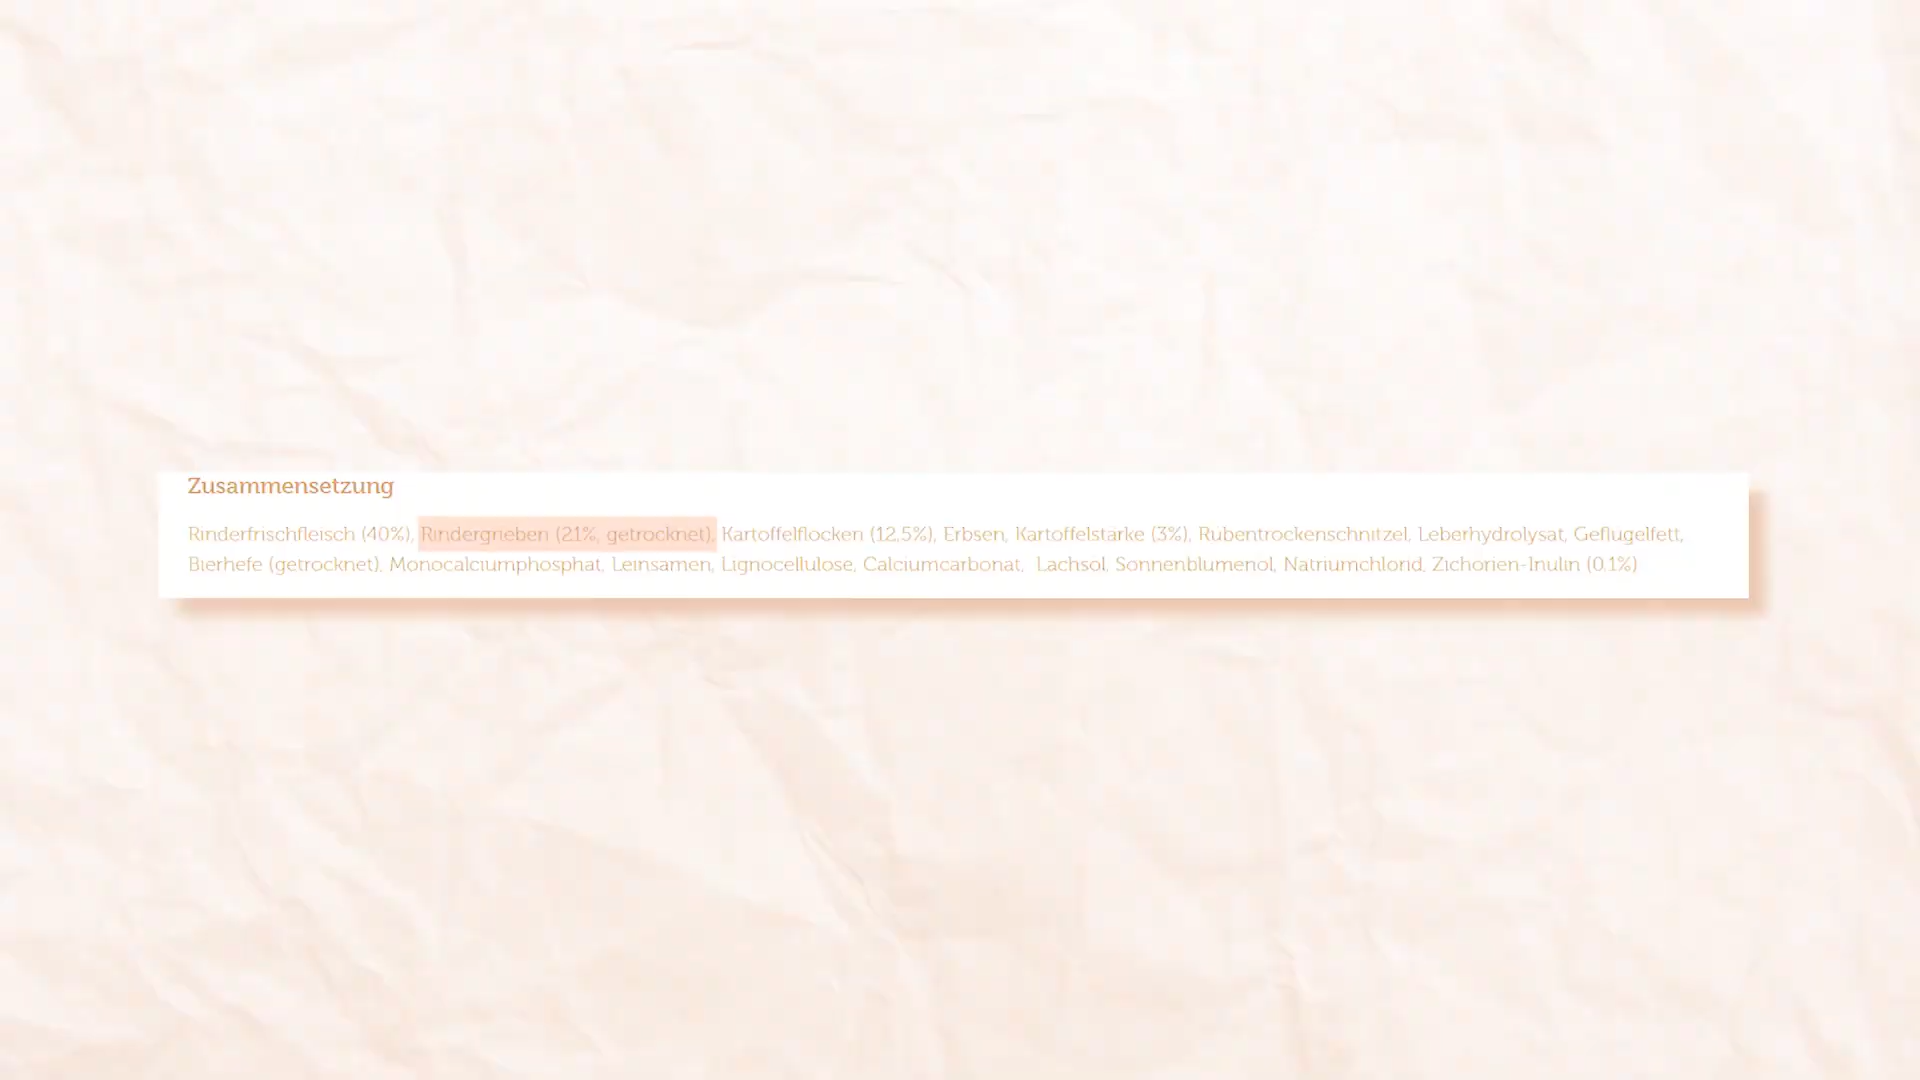 Zusammensetzung
Rinderfrischfleisch (40%), Rindergrieben (21%, getrocknet), Kartoffelflocken (12,5%), Erbsen, Kartoffelstärke (3%), Rübentrockenschnitzel, Leberhydrolysat, Geflügelfett,
Bierhefe (getrocknet), Monocalciumphosphat, Leinsamen, Lignocellulose, Calciumcarbonat, Lachsöl, Sonnenblumenöl, Natriumchlorid, Zichorien-Inulin (0,1%)